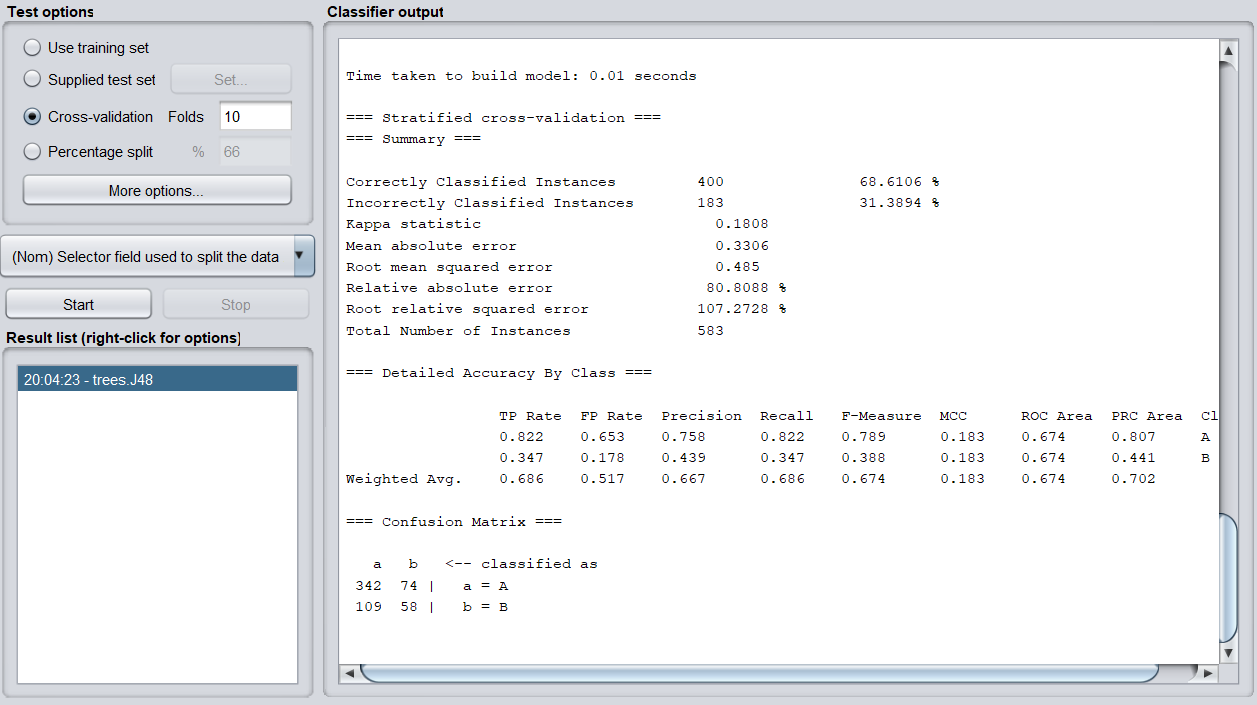 Test options
Use training set
Supplied test set Set...
Cross-validation Folds 10
Percentage split % 66
More options...
(Nom) Selector field used to split the data
Start Stop
Result list (right-click for options)
20:04:23 - trees.J48
Classifier output
Time taken to build model: 0.01 seconds
=== Stratified cross-validation ===
=== Summary ===
Correctly Classified Instances 400 68.6106 %
Incorrectly Classified Instances 183 31.3894 %
Kappa statistic 0.1808
Mean absolute error 0.3306
Root mean squared error 0.485
Relative absolute error 80.8088 %
Root relative squared error 107.2728 %
Total Number of Instances 583
=== Detailed Accuracy By Class ===
TP Rate FP Rate Precision Recall F-Measure MCC ROC Area PRC Area Cl
0.822 0.653 0.758 0.822 0.789 0.183 0.674 0.807 A
0.347 0.178 0.439 0.347 0.388 0.183 0.674 0.441 B
Weighted Avg. 0.686 0.517 0.667 0.686 0.674 0.183 0.674 0.702
=== Confusion Matrix ===
a b <-- classified as
342 74 | a = A
109 58 | b = B